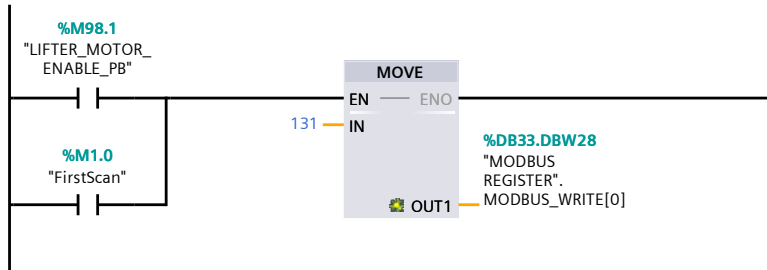 %M98.1
"LIFTER_MOTOR_
ENABLE_PB"
MOVE
EN
ENO
131
IN
%M1.0
"FirstScan"
%DB33.DBW28
"MODBUS
REGISTER".
MODBUS_WRITE[0]
OUT1